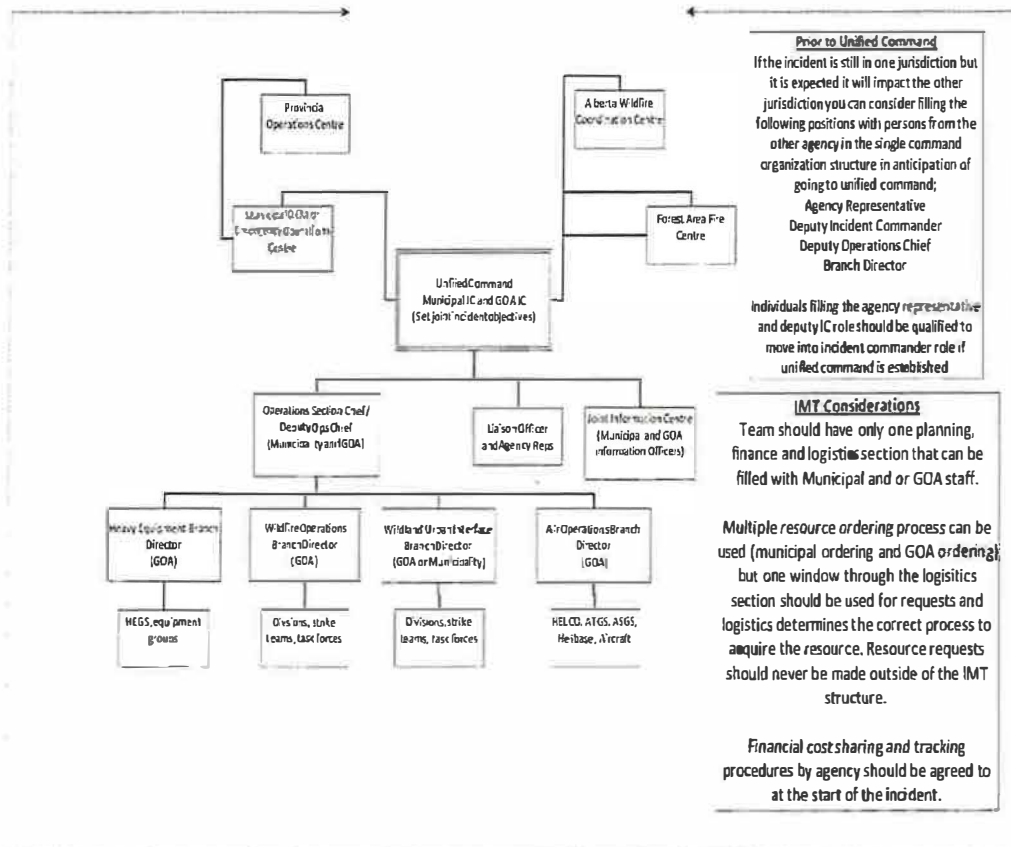 Provincia
Operations Centre
Alberta Wildfire
Coordination Centre
Emergency Operations
Centre
Forest Area Fire
Centre
Unified Command
Municipal IC and GOA IC
(Set joint incident objectives)
Operations Section Chief/
Deputy Ops Chief
(Municipality and GOA)
Liaison Officer
and Agency Reps
Joint Information Centre
(Municipal and GOA
Information Officers)
Heavy Equipment Branch
Director
(GOA)
Wildfire Operations
Branch Director
(GOA)
Wildland Urban Interface
Branch Director
(GOA or Municipality)
Air Operations Branch
Director
(GOA)
HEGS, equipment
groups
Divisions, strike
teams, task forces
Divisions, strike
teams, task forces
HELCO, ATGS, ASGS,
Helibase, Aircraft
Prior to Unified Command
If the incident is still in one jurisdiction but
it is expected it will impact the other
jurisdiction you can consider filling the
following positions with persons from the
other agency in the single command
organization structure in anticipation of
going to unified command;
Agency Representative
Deputy Incident Commander
Deputy Operations Chief
Branch Director
Individuals filling the agency representative
and deputy IC role should be qualified to
move into incident commander role if
unified command is established
IMT Considerations
Team should have only one planning,
finance and logistics section that can be
filled with Municipal and or GOA staff.
Multiple resource ordering process can be
used (municipal ordering and GOA ordering)
but one window through the logisitics
section should be used for requests and
logistics determines the correct process to
acquire the resource. Resource requests
should never be made outside of the IMT
structure.
Financial cost sharing and tracking
procedures by agency should be agreed to
at the start of the incident.